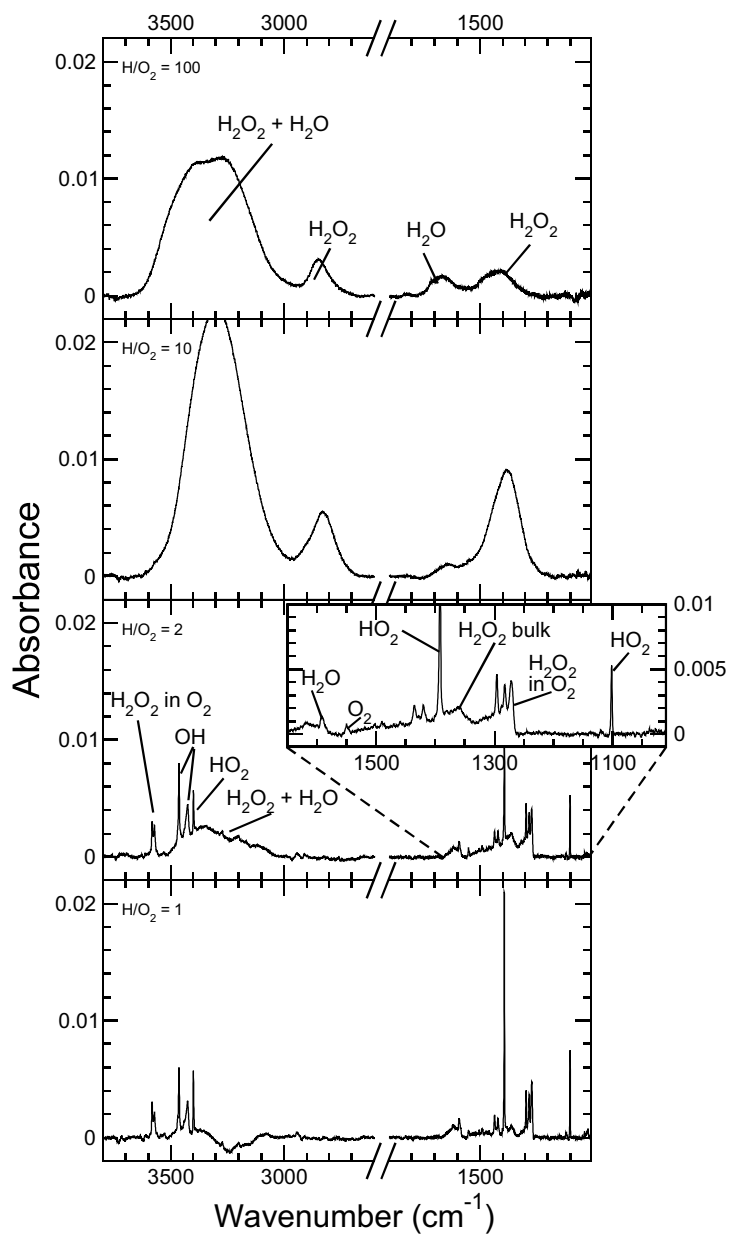 3500 3000 1500
0.02
H/O2 = 100
H2O2 + H2O
0.01
H2O2
H2O
H2O2
0
0.02
H/O2 = 10
0.01
0
Absorbance
0.02
H/O2 = 2
0.01
HO2
H2O2 bulk
H2O2
in O2
HO2
0.005
H2O
O2
0
1500 1300 1100
H2O2 in O2
0.01
OH
HO2
H2O2 + H2O
0
0.02
H/O2 = 1
0.01
0
3500 3000 1500
Wavenumber (cm-1)